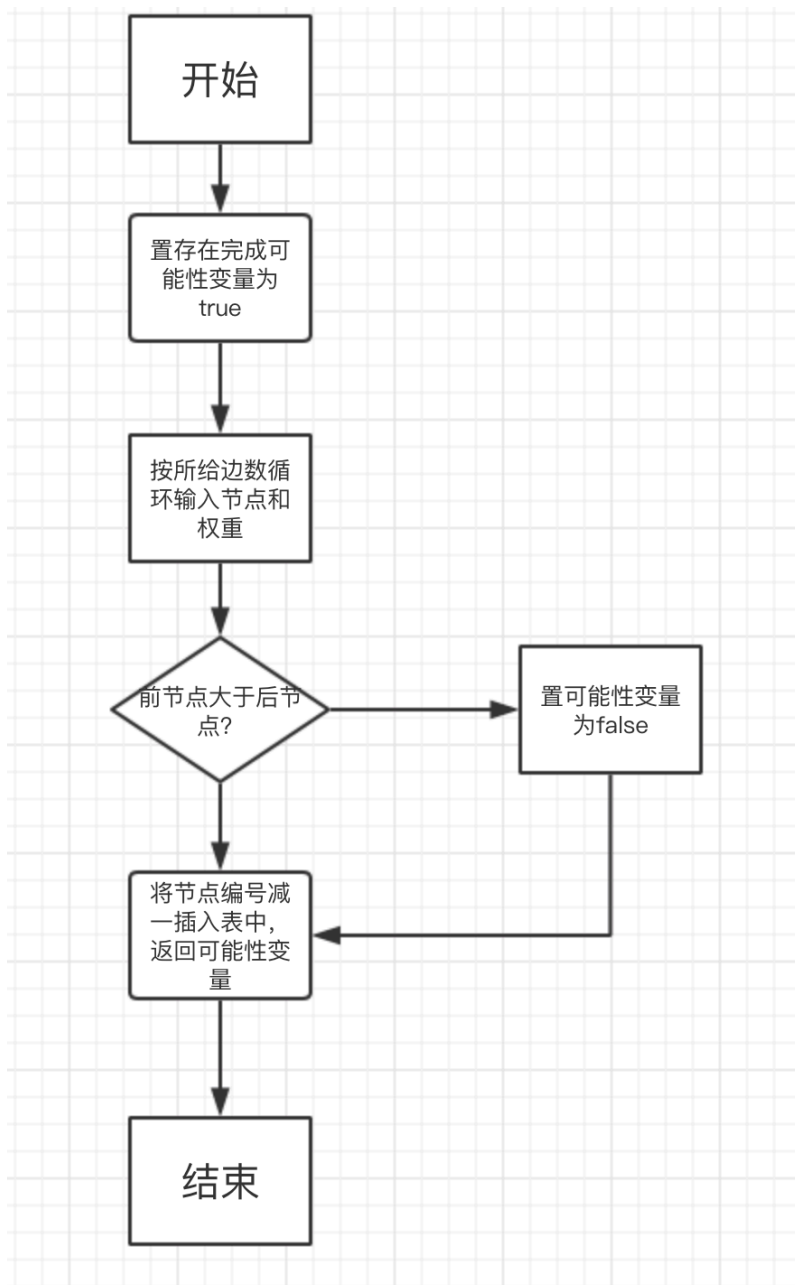 开始
置存在完成可
能性变量为
true
按所给边数循
环输入节点和
权重
前节点大于后节
点?
置可能性变量
为false
将节点编号减
一插入表中，
返回可能性变
量
结束